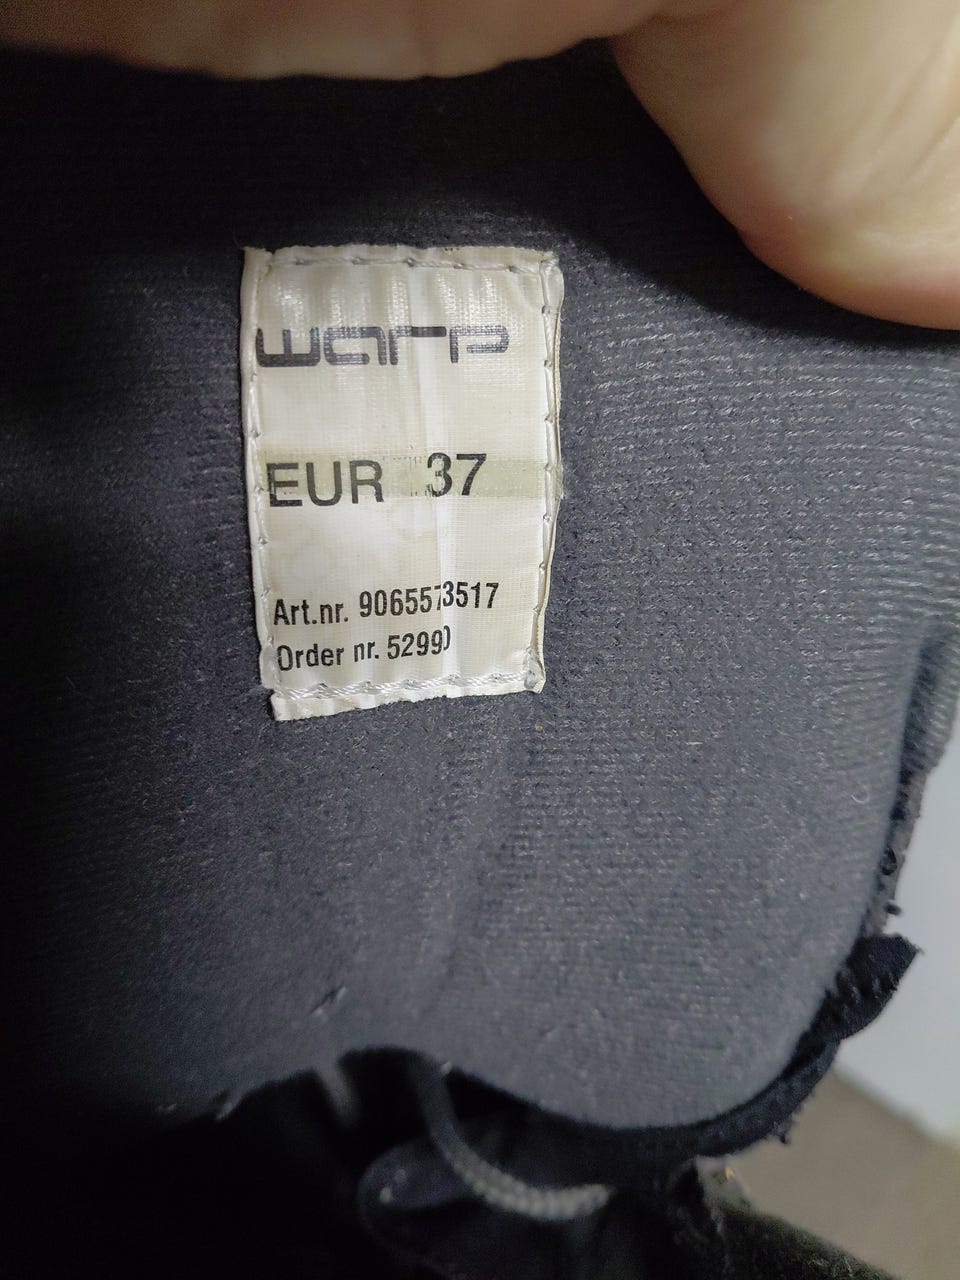 warp
EUR 37
Art.nr. 9065573517
Order nr. 52990